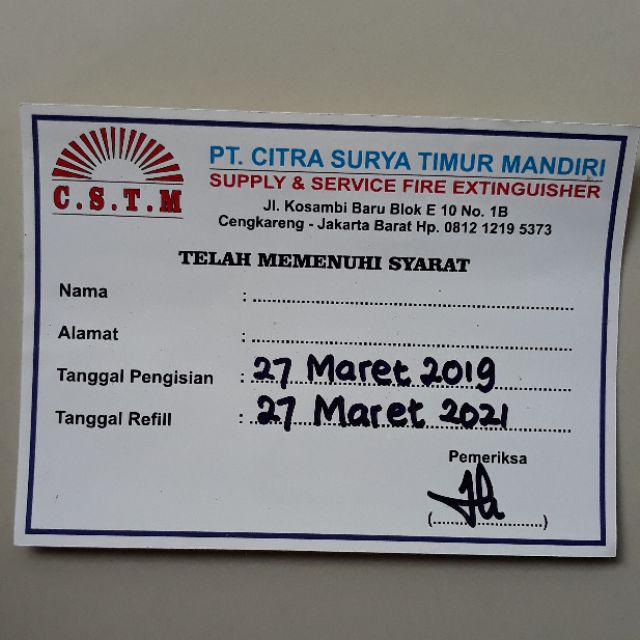 C.S.T.M
PT. CITRA SURYA TIMUR MANDIRI
SUPPLY & SERVICE FIRE EXTINGUISHER
Jl. Kosambi Baru Blok E 10 No. 1B
Cengkareng - Jakarta Barat Hp. 0812 1219 5373
TELAH MEMENUHI SYARAT
Nama :
Alamat :
Tanggal Pengisian : 27 Maret 2019
Tanggal Refill : 27 Maret 2021
Pemeriksa
(........................)